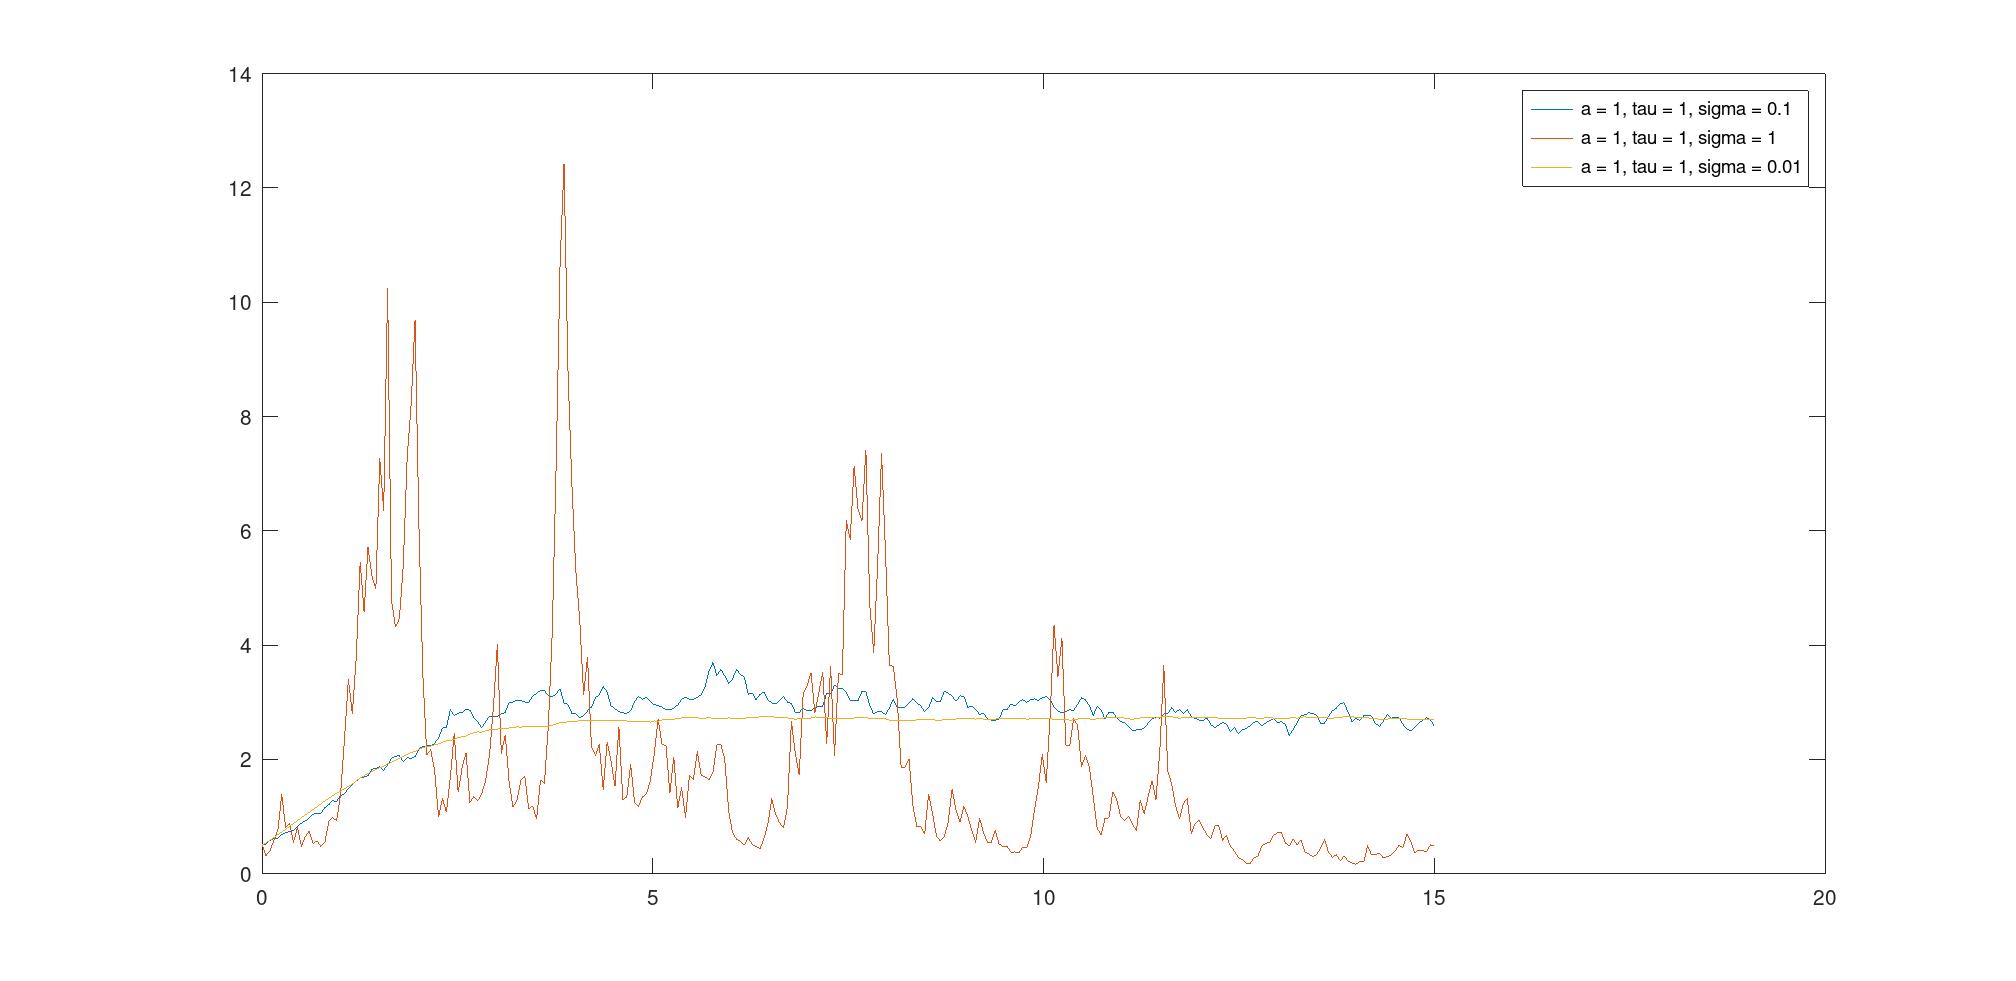 14
12
10
8
6
4
2
0
0 5 10 15 20
a = 1, tau = 1, sigma = 0.1
a = 1, tau = 1, sigma = 1
a = 1, tau = 1, sigma = 0.01